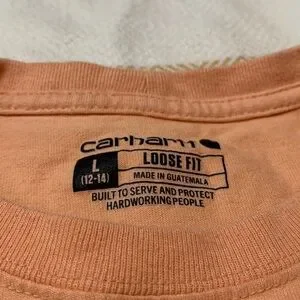 carhartt
L
(12-14)
LOOSE FIT
MADE IN GUATEMALA
BUILT TO SERVE AND PROTECT
HARDWORKING PEOPLE